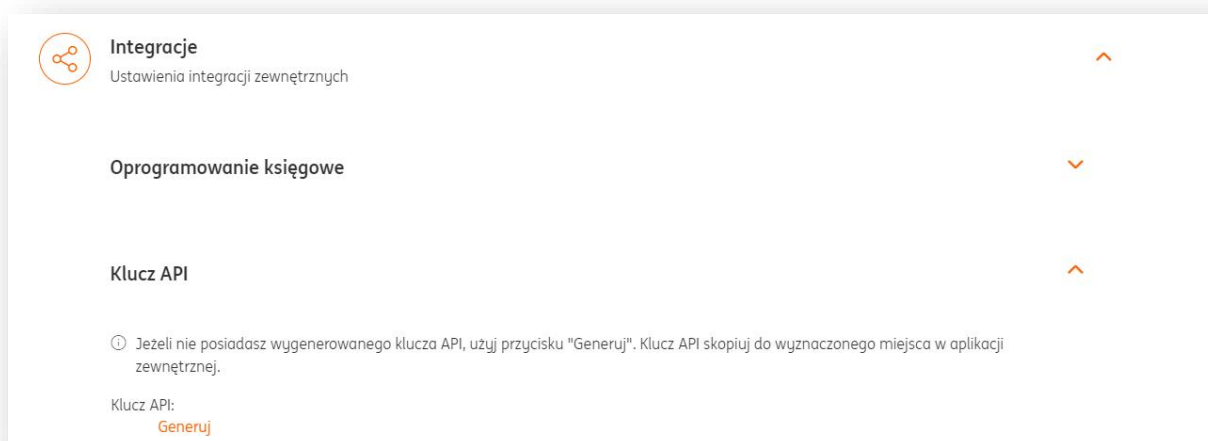 Integracje
Ustawienia integracji zewnętrznych
Oprogramowanie księgowe
Klucz API
Jeżeli nie posiadasz wygenerowanego klucza API, użyj przycisku "Generuj". Klucz API skopiuj do wyznaczonego miejsca w aplikacji
zewnętrznej.
Klucz API:
Generuj